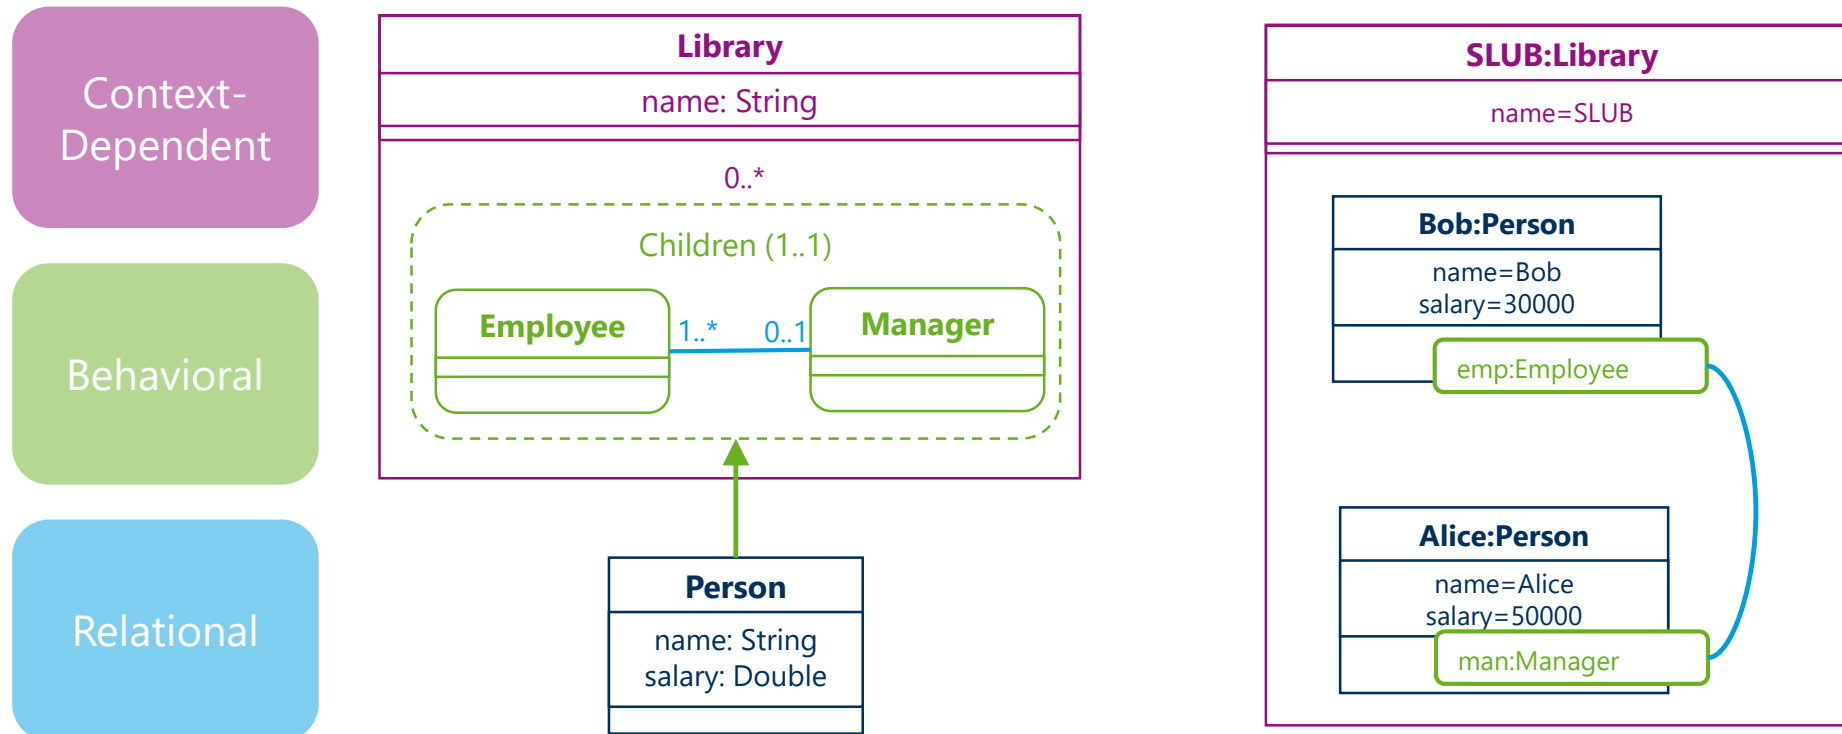 Context-
Dependent
Behavioral
Relational
Library
name: String
0..*
Children (1..1)
Employee
1..*
0..1
Manager
Person
name: String
salary: Double
SLUB:Library
name=SLUB
Bob:Person
name=Bob
salary=30000
emp:Employee
Alice:Person
name=Alice
salary=50000
man:Manager